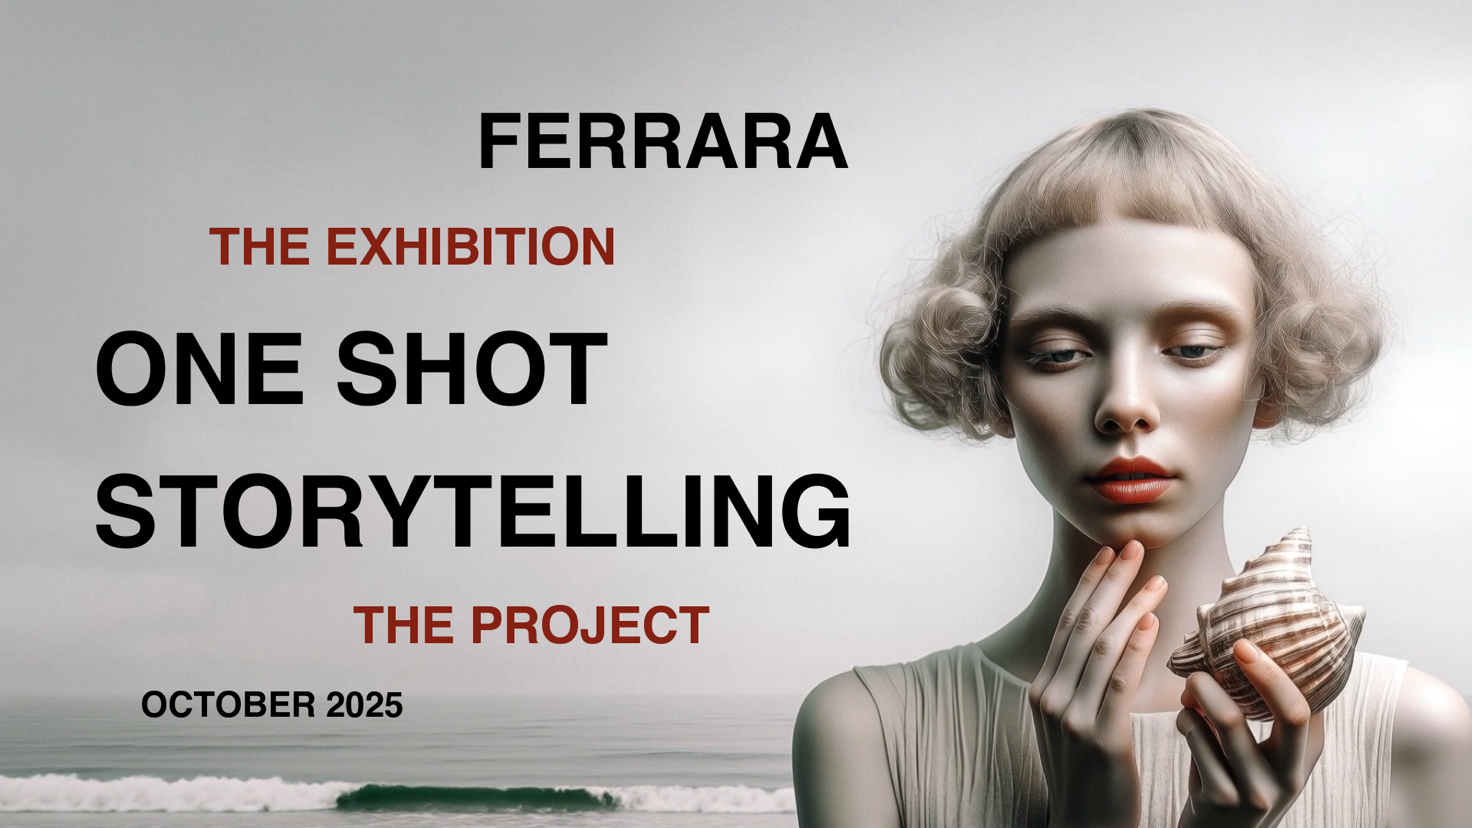 FERRARA
THE EXHIBITION
ONE SHOT
STORYTELLING
THE PROJECT
OCTOBER 2025